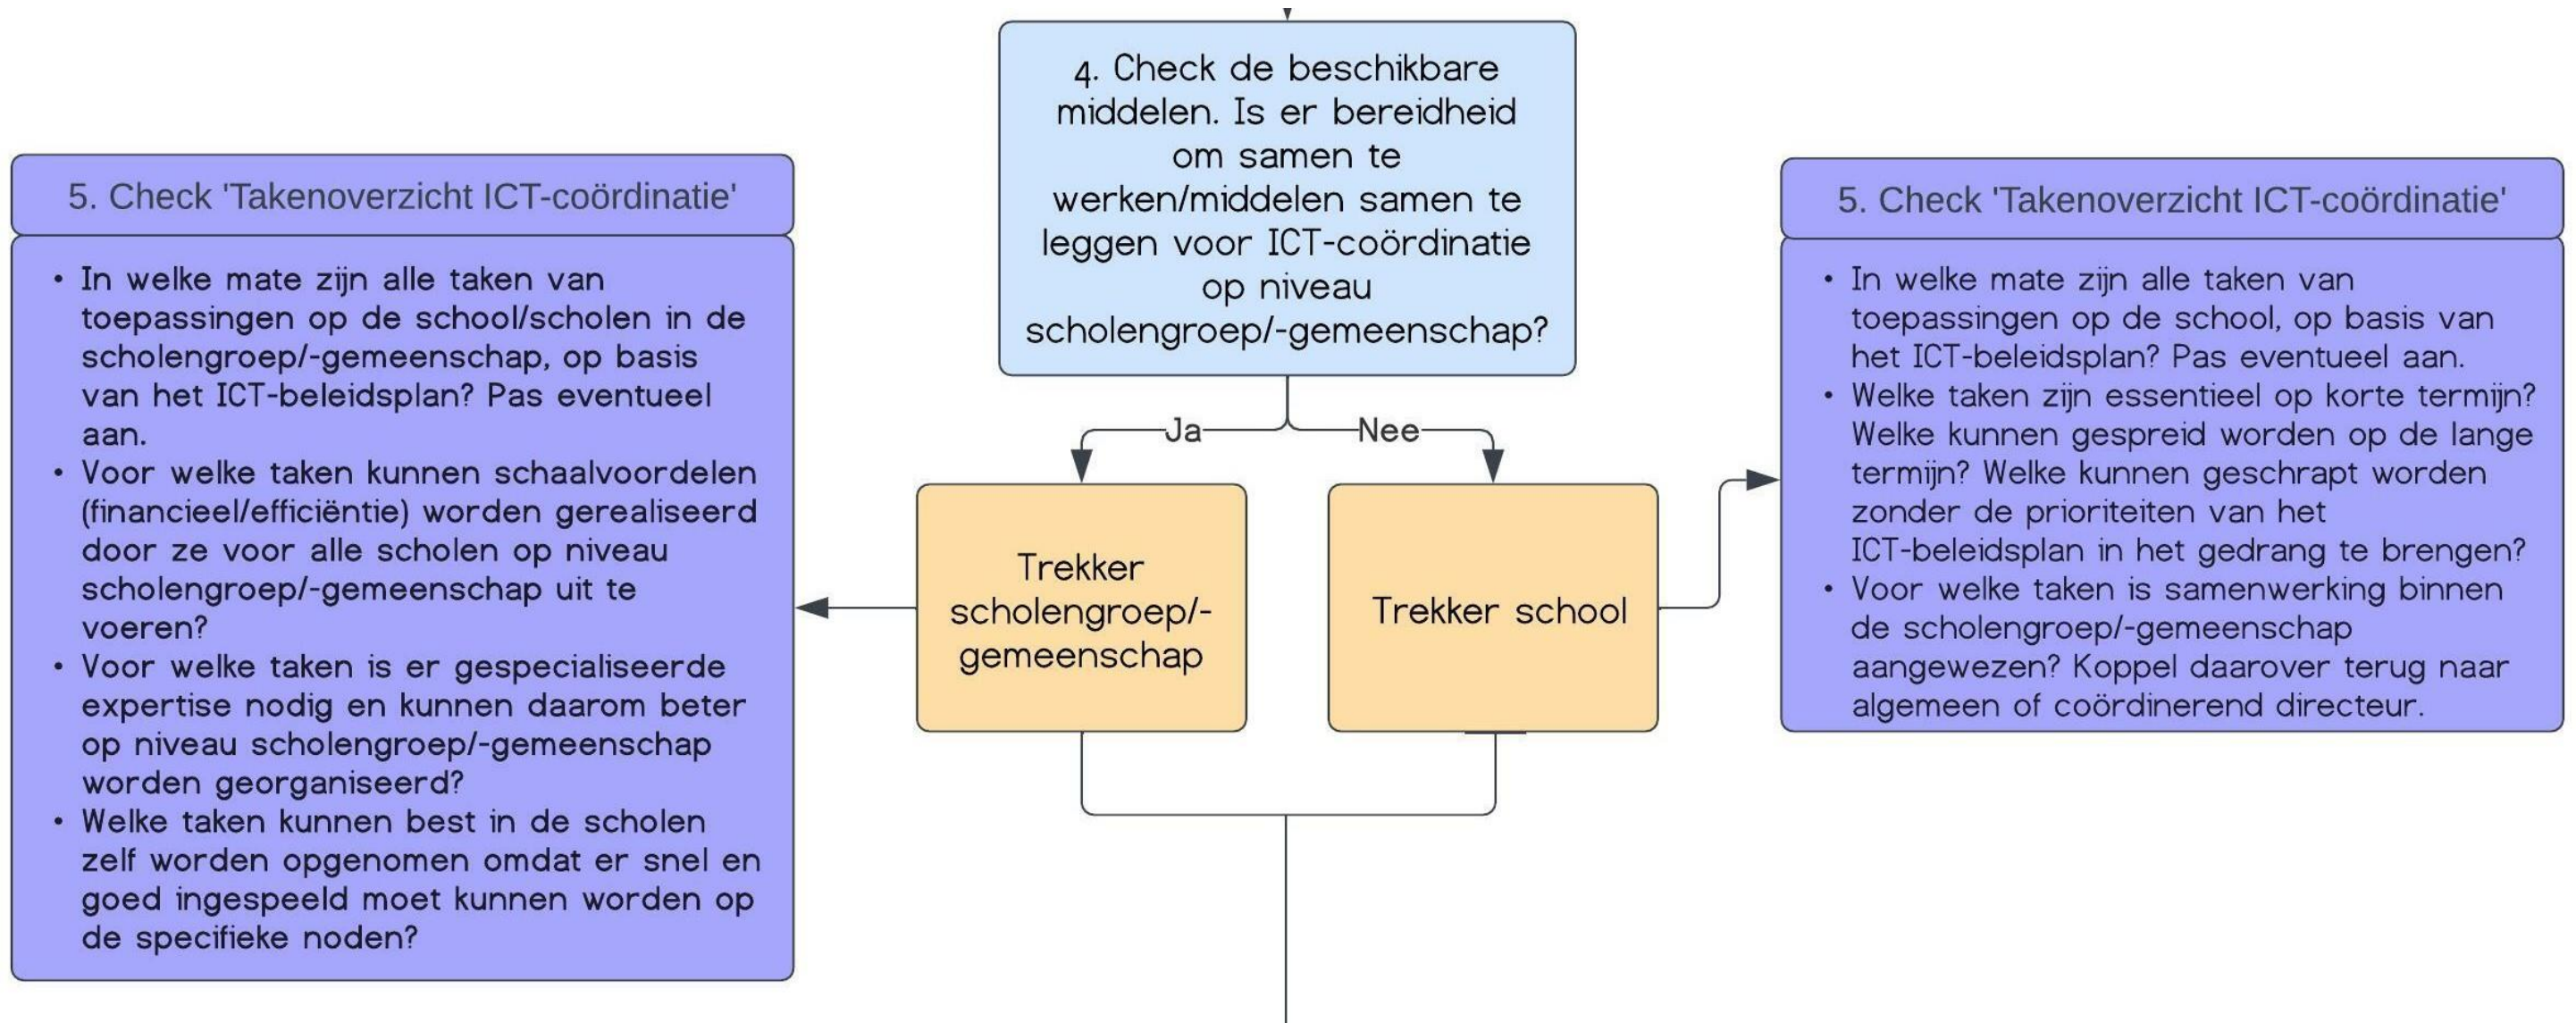 4. Check de beschikbare
middelen. Is er bereidheid
om samen te
werken/middelen samen te
leggen voor ICT-coördinatie
op niveau
scholengroep/-gemeenschap?
Ja
Nee
Trekker
scholengroep/-
gemeenschap
Trekker school
5. Check 'Takenoverzicht ICT-coördinatie'
• In welke mate zijn alle taken van
toepassingen op de school/scholen in de
scholengroep/-gemeenschap, op basis
van het ICT-beleidsplan? Pas eventueel
aan.
• Voor welke taken kunnen schaalvoordelen
(financieel/efficiëntie) worden gerealiseerd
door ze voor alle scholen op niveau
scholengroep/-gemeenschap uit te
voeren?
• Voor welke taken is er gespecialiseerde
expertise nodig en kunnen daarom beter
op niveau scholengroep/-gemeenschap
worden georganiseerd?
• Welke taken kunnen best in de scholen
zelf worden opgenomen omdat er snel en
goed ingespeeld moet kunnen worden op
de specifieke noden?
5. Check 'Takenoverzicht ICT-coördinatie'
• In welke mate zijn alle taken van
toepassingen op de school, op basis van
het ICT-beleidsplan? Pas eventueel aan.
• Welke taken zijn essentieel op korte termijn?
Welke kunnen gespreid worden op de lange
termijn? Welke kunnen geschrapt worden
zonder de prioriteiten van het
ICT-beleidsplan in het gedrang te brengen?
• Voor welke taken is samenwerking binnen
de scholengroep/-gemeenschap
aangewezen? Koppel daarover terug naar
algemeen of coördinerend directeur.